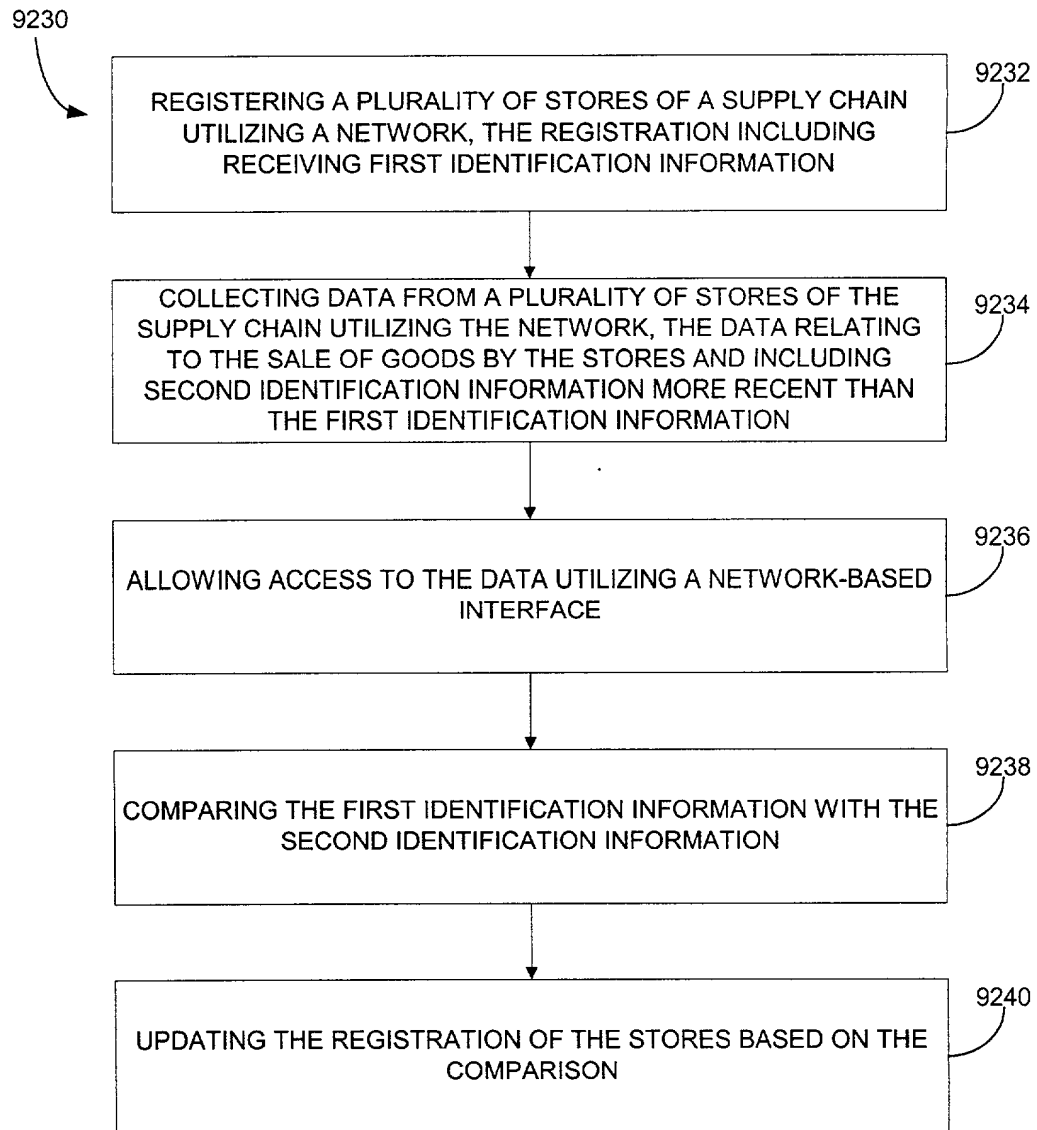 9230
9232
REGISTERING A PLURALITY OF STORES OF A SUPPLY CHAIN
UTILIZING A NETWORK, THE REGISTRATION INCLUDING
RECEIVING FIRST IDENTIFICATION INFORMATION
9234
COLLECTING DATA FROM A PLURALITY OF STORES OF THE
SUPPLY CHAIN UTILIZING THE NETWORK, THE DATA RELATING
TO THE SALE OF GOODS BY THE STORES AND INCLUDING
SECOND IDENTIFICATION INFORMATION MORE RECENT THAN
THE FIRST IDENTIFICATION INFORMATION
9236
ALLOWING ACCESS TO THE DATA UTILIZING A NETWORK-BASED
INTERFACE
9238
COMPARING THE FIRST IDENTIFICATION INFORMATION WITH THE
SECOND IDENTIFICATION INFORMATION
9240
UPDATING THE REGISTRATION OF THE STORES BASED ON THE
COMPARISON